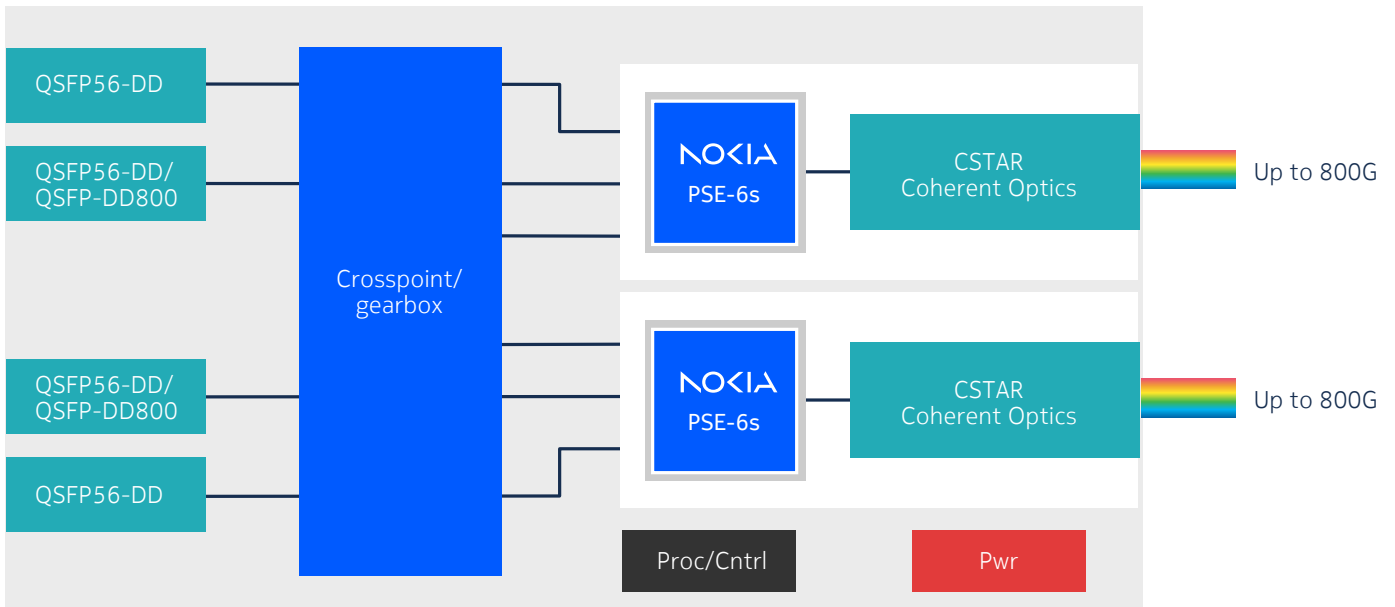 QSFP56-DD
QSFP56-DD/
QSFP-DD800
QSFP56-DD/
QSFP-DD800
QSFP56-DD
Crosspoint/
gearbox
NOKIA
PSE-6s
CSTAR
Coherent Optics
Up to 800G
NOKIA
PSE-6s
CSTAR
Coherent Optics
Up to 800G
Proc/Cntrl
Pwr